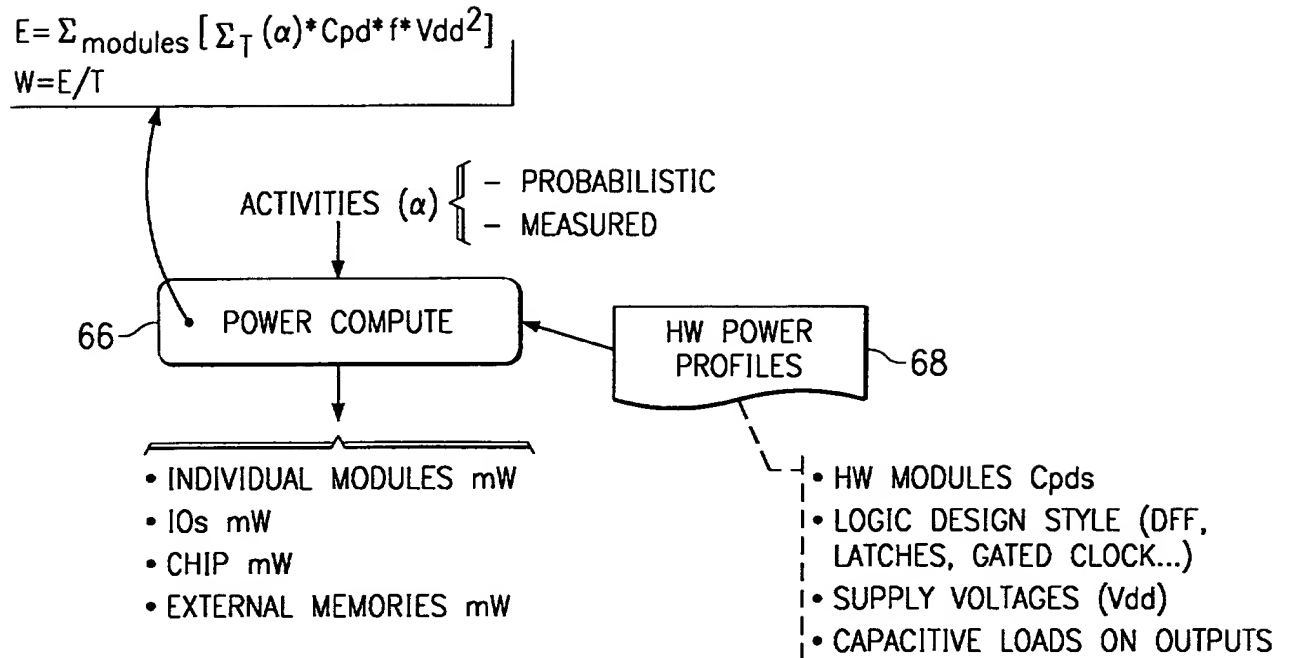 E=Σmodules[ΣT(α)*Cpd*f*Vdd²]
W=E/T
ACTIVITIES (α)
– PROBABILISTIC
– MEASURED
66
POWER COMPUTE
HW POWER
PROFILES
68
• INDIVIDUAL MODULES mW
• IOs mW
• CHIP mW
• EXTERNAL MEMORIES mW
• HW MODULES Cpds
• LOGIC DESIGN STYLE (DFF,
LATCHES, GATED CLOCK...)
• SUPPLY VOLTAGES (Vdd)
• CAPACITIVE LOADS ON OUTPUTS